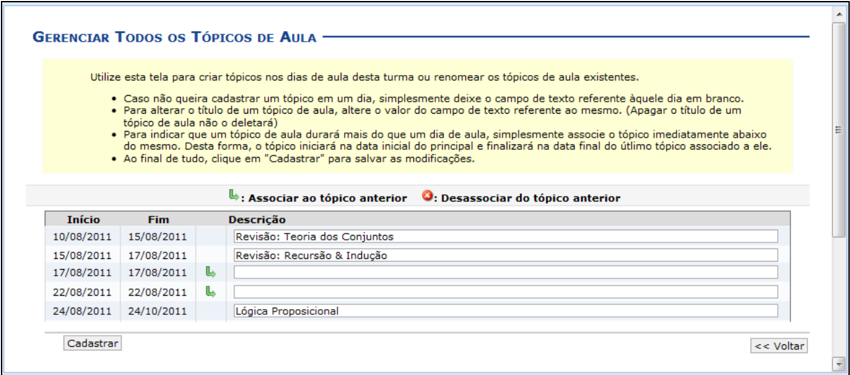 Gerenciar Todos os Tópicos de Aula
Utilize esta tela para criar tópicos nos dias de aula desta turma ou renomear os tópicos de aula existentes.
• Caso não queira cadastrar um tópico em um dia, simplesmente deixe o campo de texto referente àquele dia em branco.
• Para alterar o título de um tópico de aula, altere o valor do campo de texto referente ao mesmo. (Apagar o título de um
tópico de aula não o deletará)
• Para indicar que um tópico de aula durará mais do que um dia de aula, simplesmente associe o tópico imediatamente abaixo
do mesmo. Desta forma, o tópico iniciará na data inicial do principal e finalizará na data final do útlimo tópico associado a ele.
• Ao final de tudo, clique em "Cadastrar" para salvar as modificações.
: Associar ao tópico anterior : Desassociar do tópico anterior
Início Fim Descrição
10/08/2011 15/08/2011 Revisão: Teoria dos Conjuntos
15/08/2011 17/08/2011 Revisão: Recursão & Indução
17/08/2011 17/08/2011
22/08/2011 22/08/2011
24/08/2011 24/10/2011 Lógica Proposicional
Cadastrar << Voltar